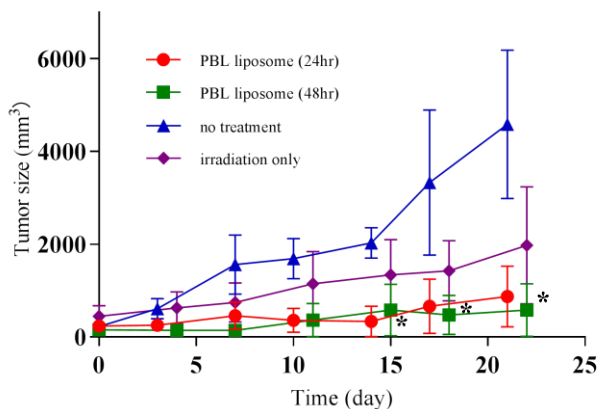 6000
4000
2000
0
Tumor size (mm³)
PBL liposome (24hr)
PBL liposome (48hr)
no treatment
irradiation only
* * *
0 5 10 15 20 25
Time (day)